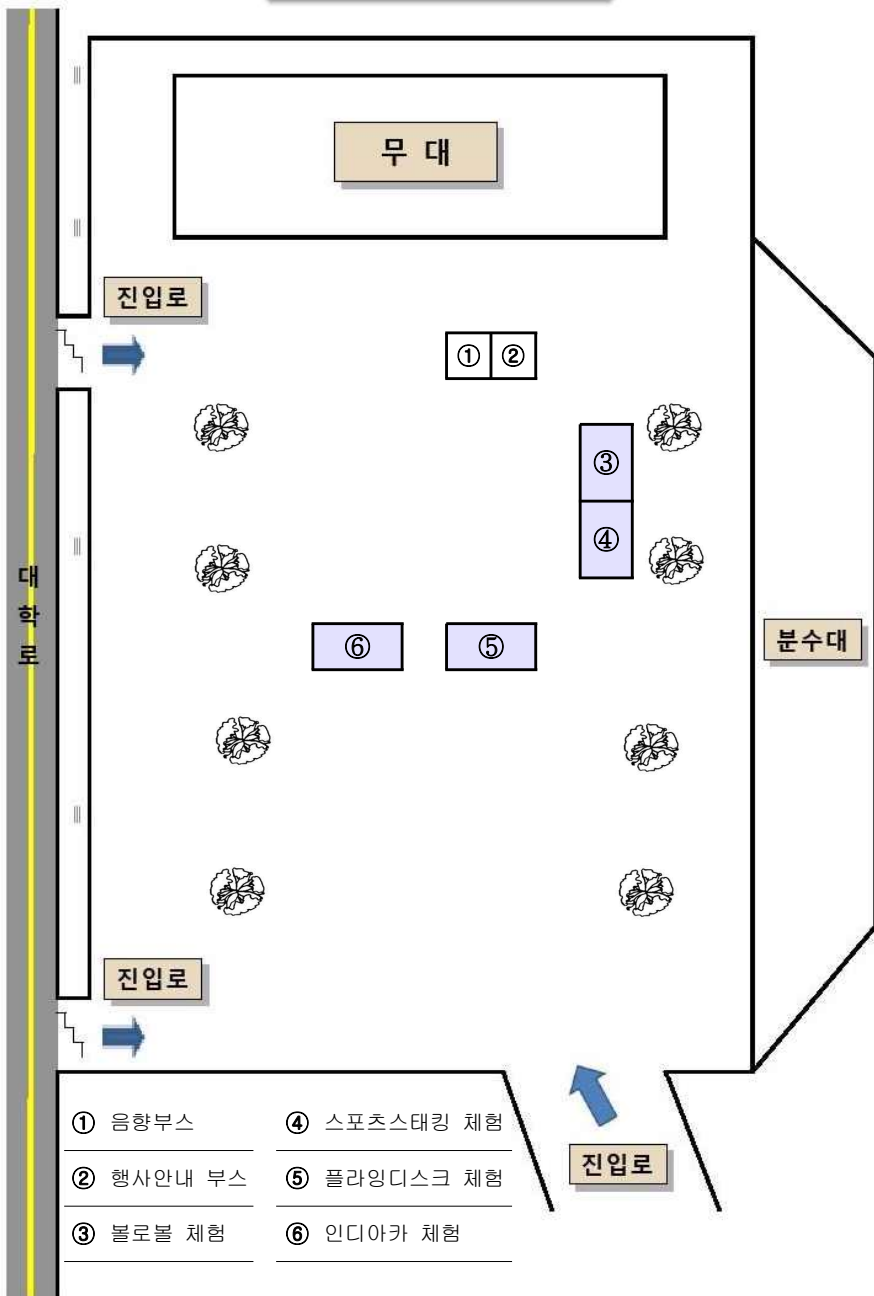 무 대
진입로
① ②
③
④
대학로
⑥ ⑤
분수대
진입로
① 음향부스
② 행사안내 부스
③ 볼로볼 체험
④ 스포츠스태킹 체험
⑤ 플라잉디스크 체험
⑥ 인디아카 체험
진입로